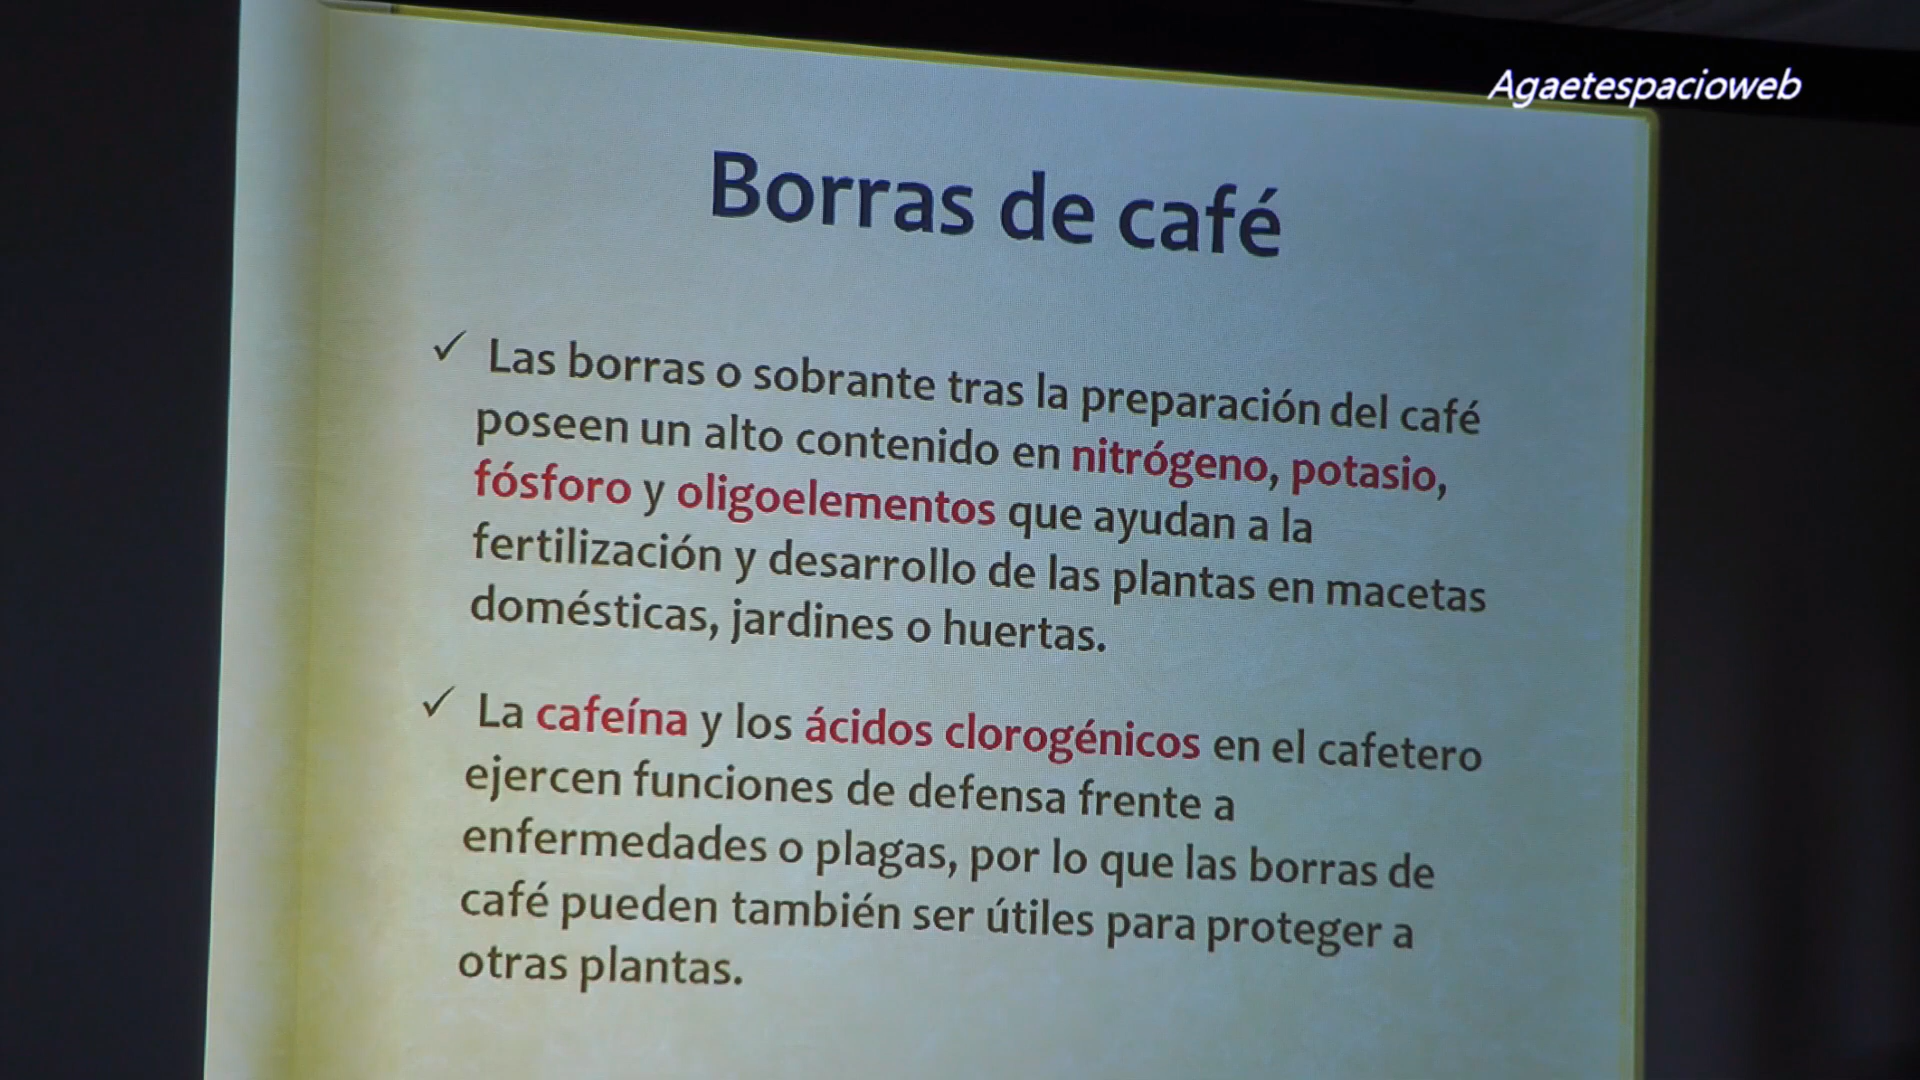 Agaetespacioweb
Borras de café
✓ Las borras o sobrante tras la preparación del café
poseen un alto contenido en nitrógeno, potasio,
fósforo y oligoelementos que ayudan a la
fertilización y desarrollo de las plantas en macetas
domésticas, jardines o huertas.
✓ La cafeína y los ácidos clorogénicos en el cafetero
ejercen funciones de defensa frente a
enfermedades o plagas, por lo que las borras de
café pueden también ser útiles para proteger a
otras plantas.